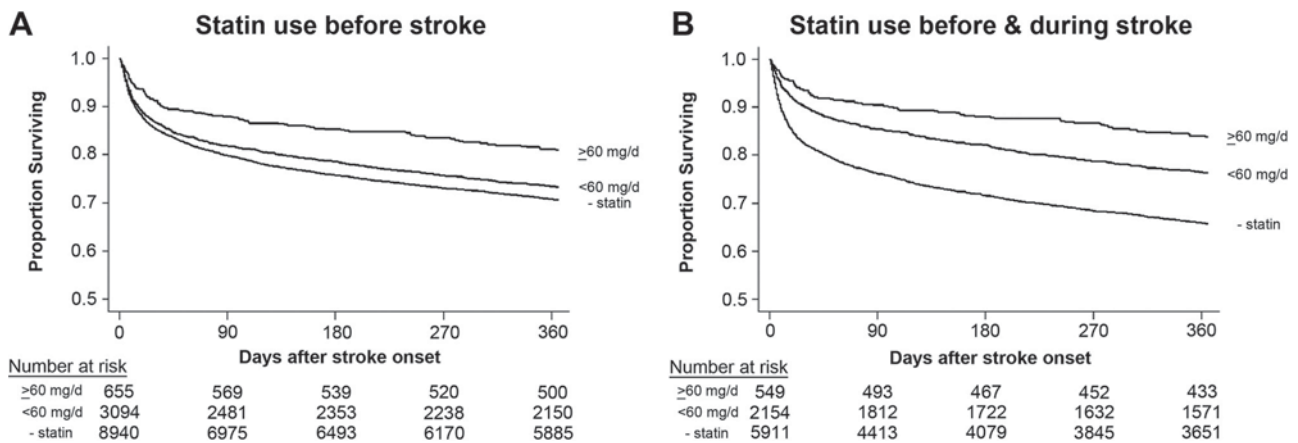 A Statin use before stroke
1.0
0.9
0.8
0.7
0.6
0.5
Proportion Surviving
≥60 mg/d
<60 mg/d
- statin
0 90 180 270 360
Days after stroke onset
Number at risk
≥60 mg/d 655 569 539 520 500
<60 mg/d 3094 2481 2353 2238 2150
- statin 8940 6975 6493 6170 5885
B Statin use before & during stroke
1.0
0.9
0.8
0.7
0.6
0.5
Proportion Surviving
≥60 mg/d
<60 mg/d
- statin
0 90 180 270 360
Days after stroke onset
Number at risk
≥60 mg/d 549 493 467 452 433
<60 mg/d 2154 1812 1722 1632 1571
- statin 5911 4413 4079 3845 3651